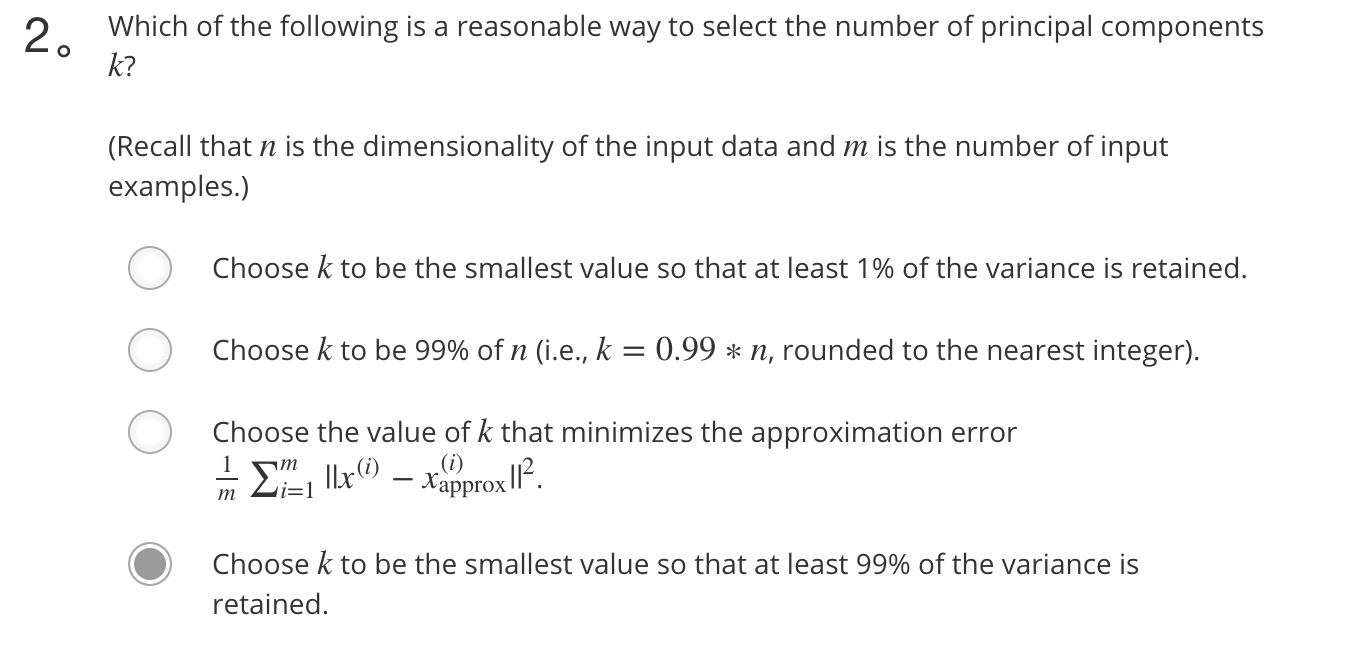 2。 Which of the following is a reasonable way to select the number of principal components
k?
(Recall that n is the dimensionality of the input data and m is the number of input
examples.)
Choose k to be the smallest value so that at least 1% of the variance is retained.
Choose k to be 99% of n (i.e., k = 0.99 ∗ n, rounded to the nearest integer).
Choose the value of k that minimizes the approximation error
$\frac{1}{m} \sum_{i=1}^{m} ||x^{(i)} - x_{\text{approx}}^{(i)}||^2$.
Choose k to be the smallest value so that at least 99% of the variance is
retained.